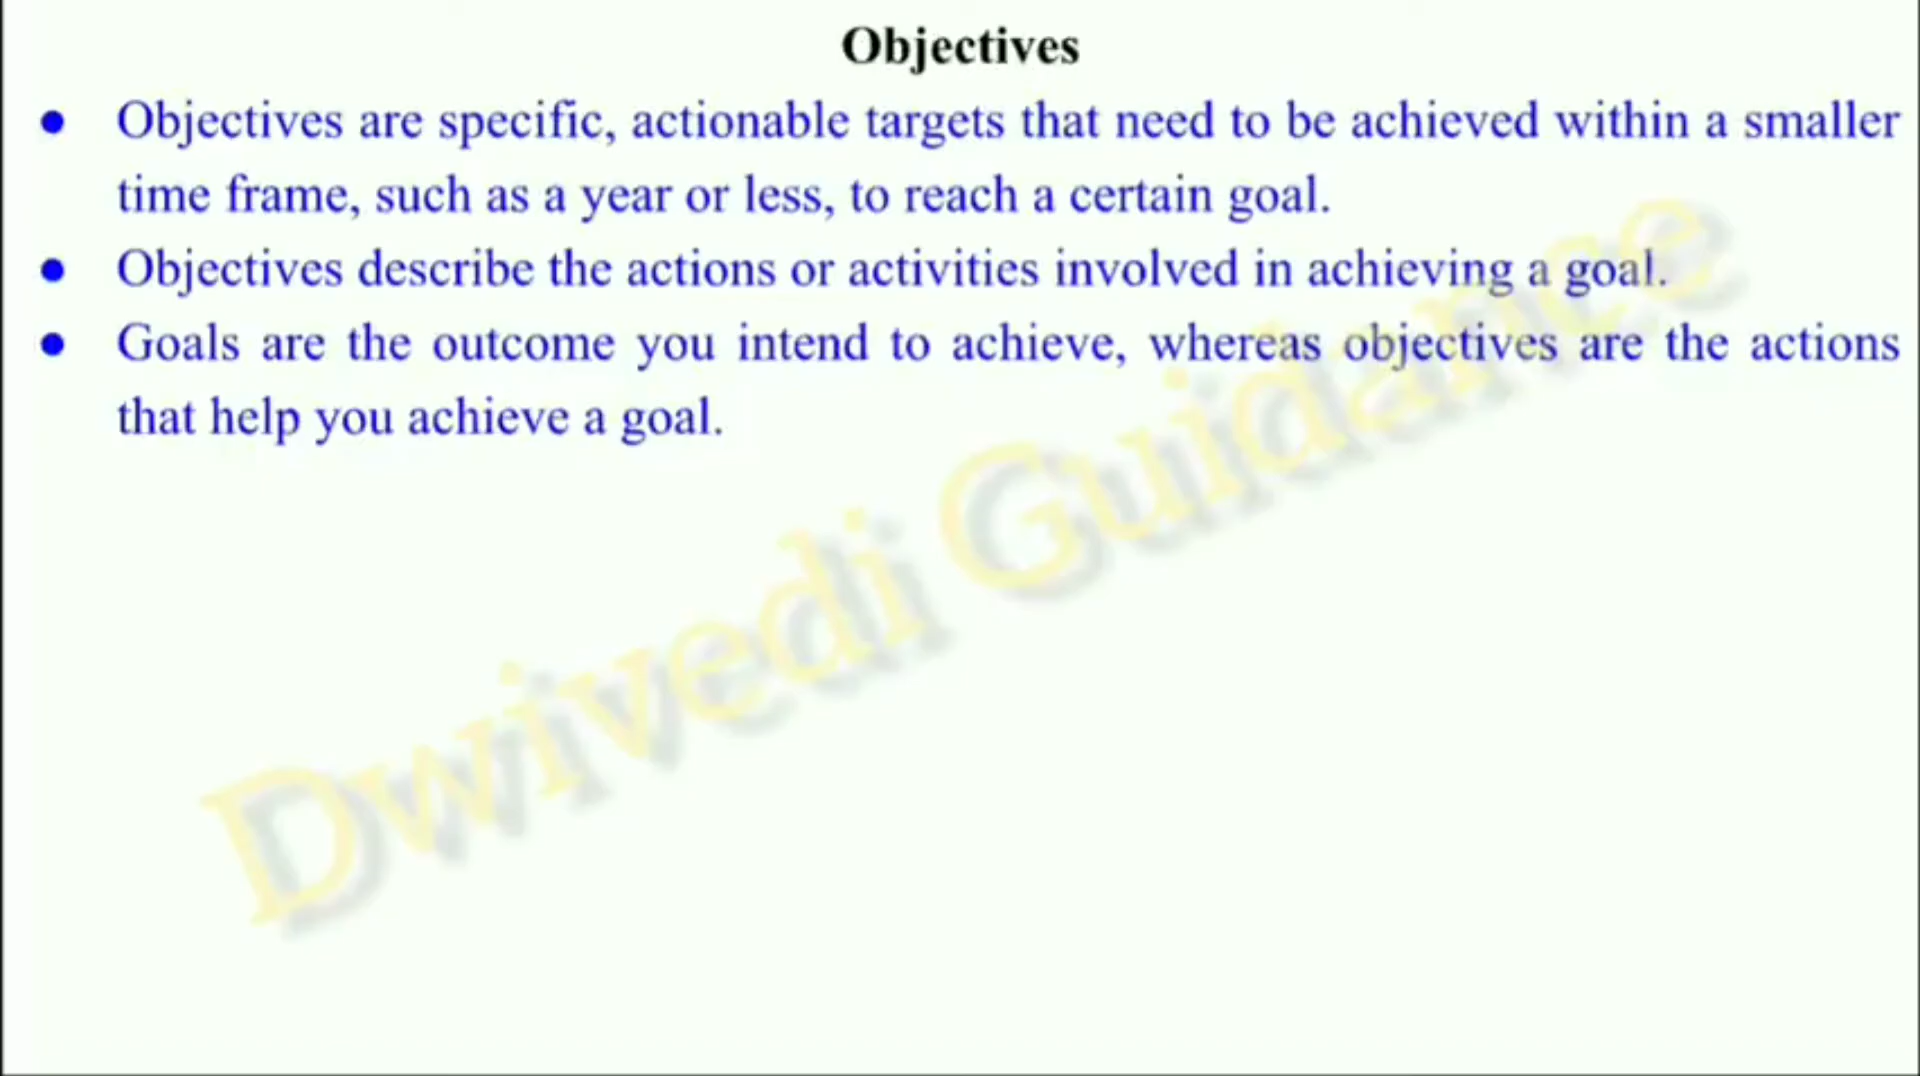 Objectives
● Objectives are specific, actionable targets that need to be achieved within a smaller
time frame, such as a year or less, to reach a certain goal.
● Objectives describe the actions or activities involved in achieving a goal.
● Goals are the outcome you intend to achieve, whereas objectives are the actions
that help you achieve a goal.
Dwivedi Guidance